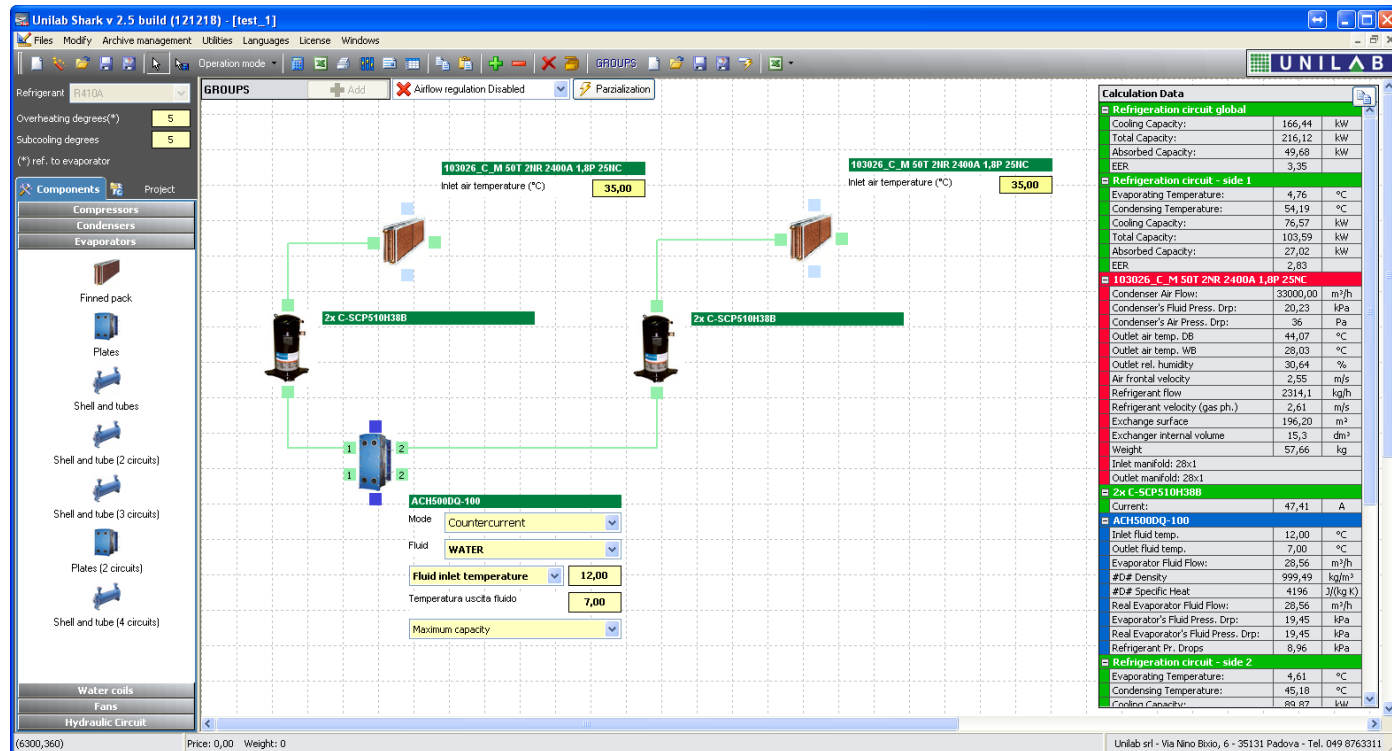 Unilab Shark v 2.5 build (121218) - [test_1]
Files Modify Archive management Utilities Languages License Windows
Operation mode
GROUPS
UNILAB
Refrigerant R410A
Overheating degrees(*) 5
Subcooling degrees 5
(*) ref. to evaporator
Components Project
Compressors
Condensers
Evaporators
Finned pack
Plates
Shell and tubes
Shell and tube (2 circuits)
Shell and tube (3 circuits)
Plates (2 circuits)
Shell and tube (4 circuits)
Water coils
Fans
Hydraulic Circuit
GROUPS Add Airflow regulation Disabled Parzialization
103026_C_M 50T 2NR 2400A 1,8P 25NC
Inlet air temperature (°C) 35,00
103026_C_M 50T 2NR 2400A 1,8P 25NC
Inlet air temperature (°C) 35,00
2x C-SCP510H38B
2x C-SCP510H38B
1 2
1 2
ACH500DQ-100
Mode Countercurrent
Fluid WATER
Fluid inlet temperature 12,00
Temperatura uscita fluido 7,00
Maximum capacity
Calculation Data
Refrigeration circuit global
Cooling Capacity: 166,44 kW
Total Capacity: 216,12 kW
Absorbed Capacity: 49,68 kW
EER 3,35
Refrigeration circuit - side 1
Evaporating Temperature: 4,76 °C
Condensing Temperature: 54,19 °C
Cooling Capacity: 76,57 kW
Total Capacity: 103,59 kW
Absorbed Capacity: 27,02 kW
EER 2,83
103026_C_M 50T 2NR 2400A 1,8P 25NC
Condenser Air Flow: 33000,00 m³/h
Condenser's Fluid Press. Drp: 20,23 kPa
Condenser's Air Press. Drp: 36 Pa
Outlet air temp. DB 44,07 °C
Outlet air temp. WB 28,03 °C
Outlet rel. humidity 30,64 %
Air frontal velocity 2,55 m/s
Refrigerant flow 2314,1 kg/h
Refrigerant velocity (gas ph.) 2,61 m/s
Exchange surface 196,20 m²
Exchanger internal volume 15,3 dm³
Weight 57,66 kg
Inlet manifold: 28x1
Outlet manifold: 28x1
2x C-SCP510H38B
Current: 47,41 A
ACH500DQ-100
Inlet fluid temp. 12,00 °C
Outlet fluid temp. 7,00 °C
Evaporator Fluid Flow: 28,56 m³/h
#D# Density 999,49 kg/m³
#D# Specific Heat 4196 J/(kg K)
Real Evaporator Fluid Flow: 28,56 m³/h
Evaporator's Fluid Press. Drp: 19,45 kPa
Real Evaporator's Fluid Press. Drp: 19,45 kPa
Refrigerant Pr. Drops 8,96 kPa
Refrigeration circuit - side 2
Evaporating Temperature: 4,61 °C
Condensing Temperature: 45,18 °C
Cooling Capacity: 89,87 kW
(6300,360) Price: 0,00 Weight: 0 Unilab srl - Via Nino Bixio, 6 - 35131 Padova - Tel. 049 8763311